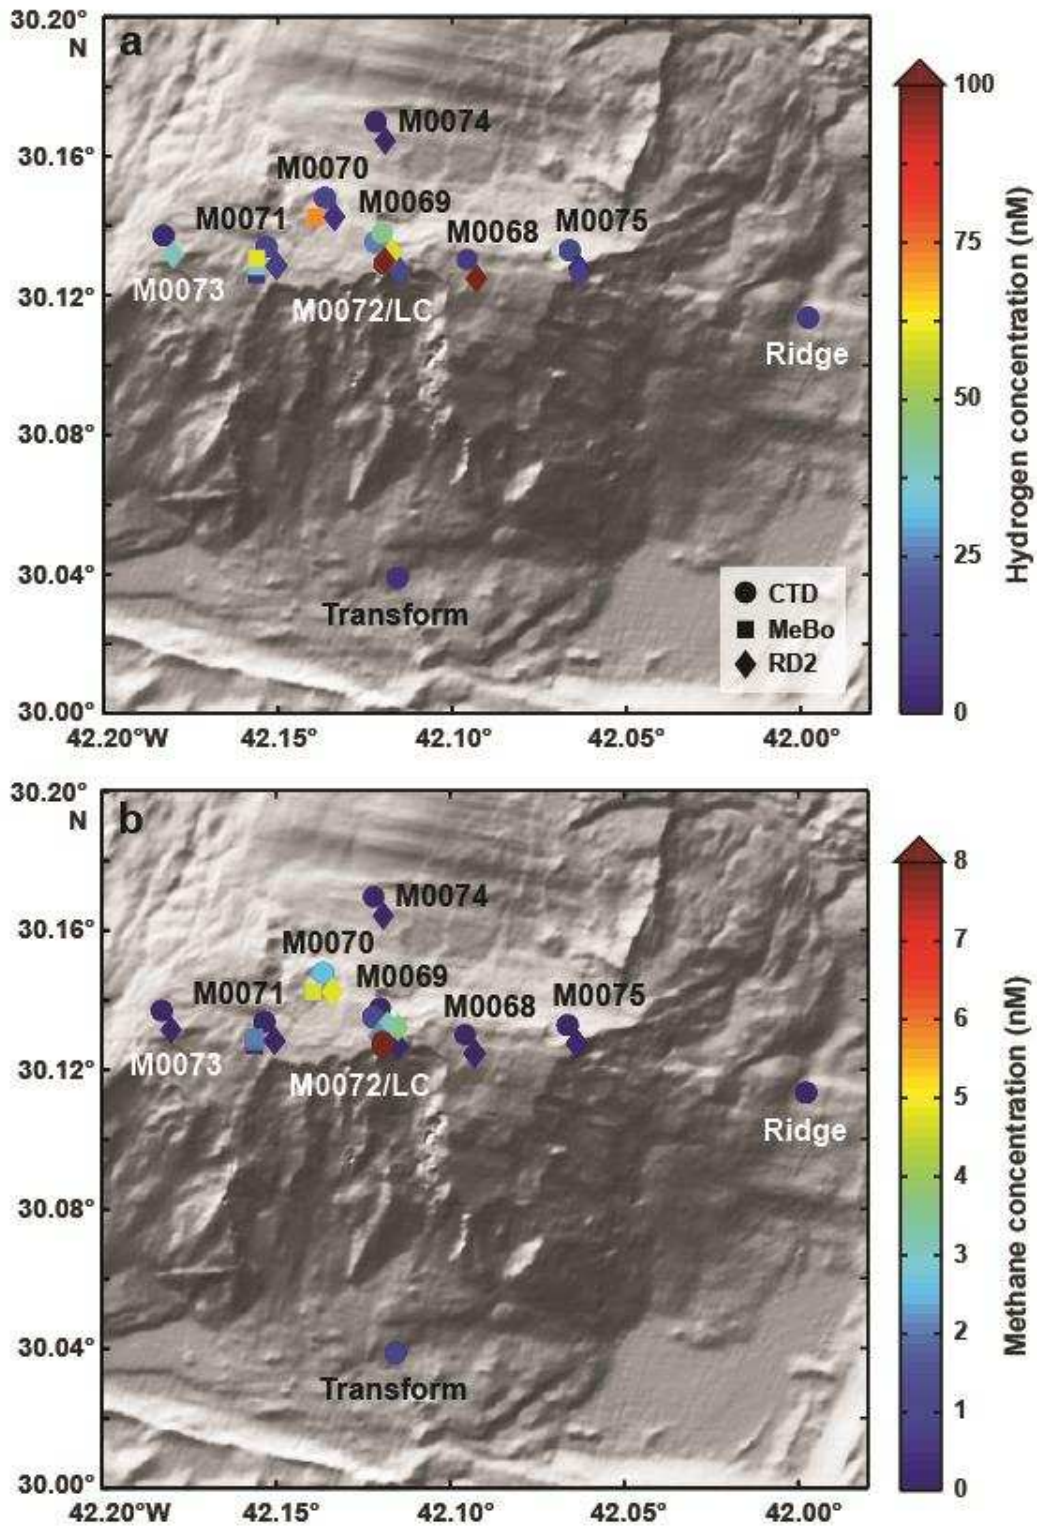 30.20°
N
a
100
M0074
30.16°
M0070
M0069
75
M0071
M0068
M0075
M0073
30.12°
M0072/LC
Ridge
50
30.08°
25
30.04°
CTD
Transform
MeBo
RD2
30.00°
0
42.20°W
42.15°
42.10°
42.05°
42.00°
Hydrogen concentration (nM)
30.20°
N
b
8
M0074
7
30.16°
M0070
M0069
M0071
M0068
M0075
6
M0073
30.12°
M0072/LC
Ridge
5
4
30.08°
3
2
30.04°
Transform
1
30.00°
0
42.20°W
42.15°
42.10°
42.05°
42.00°
Methane concentration (nM)